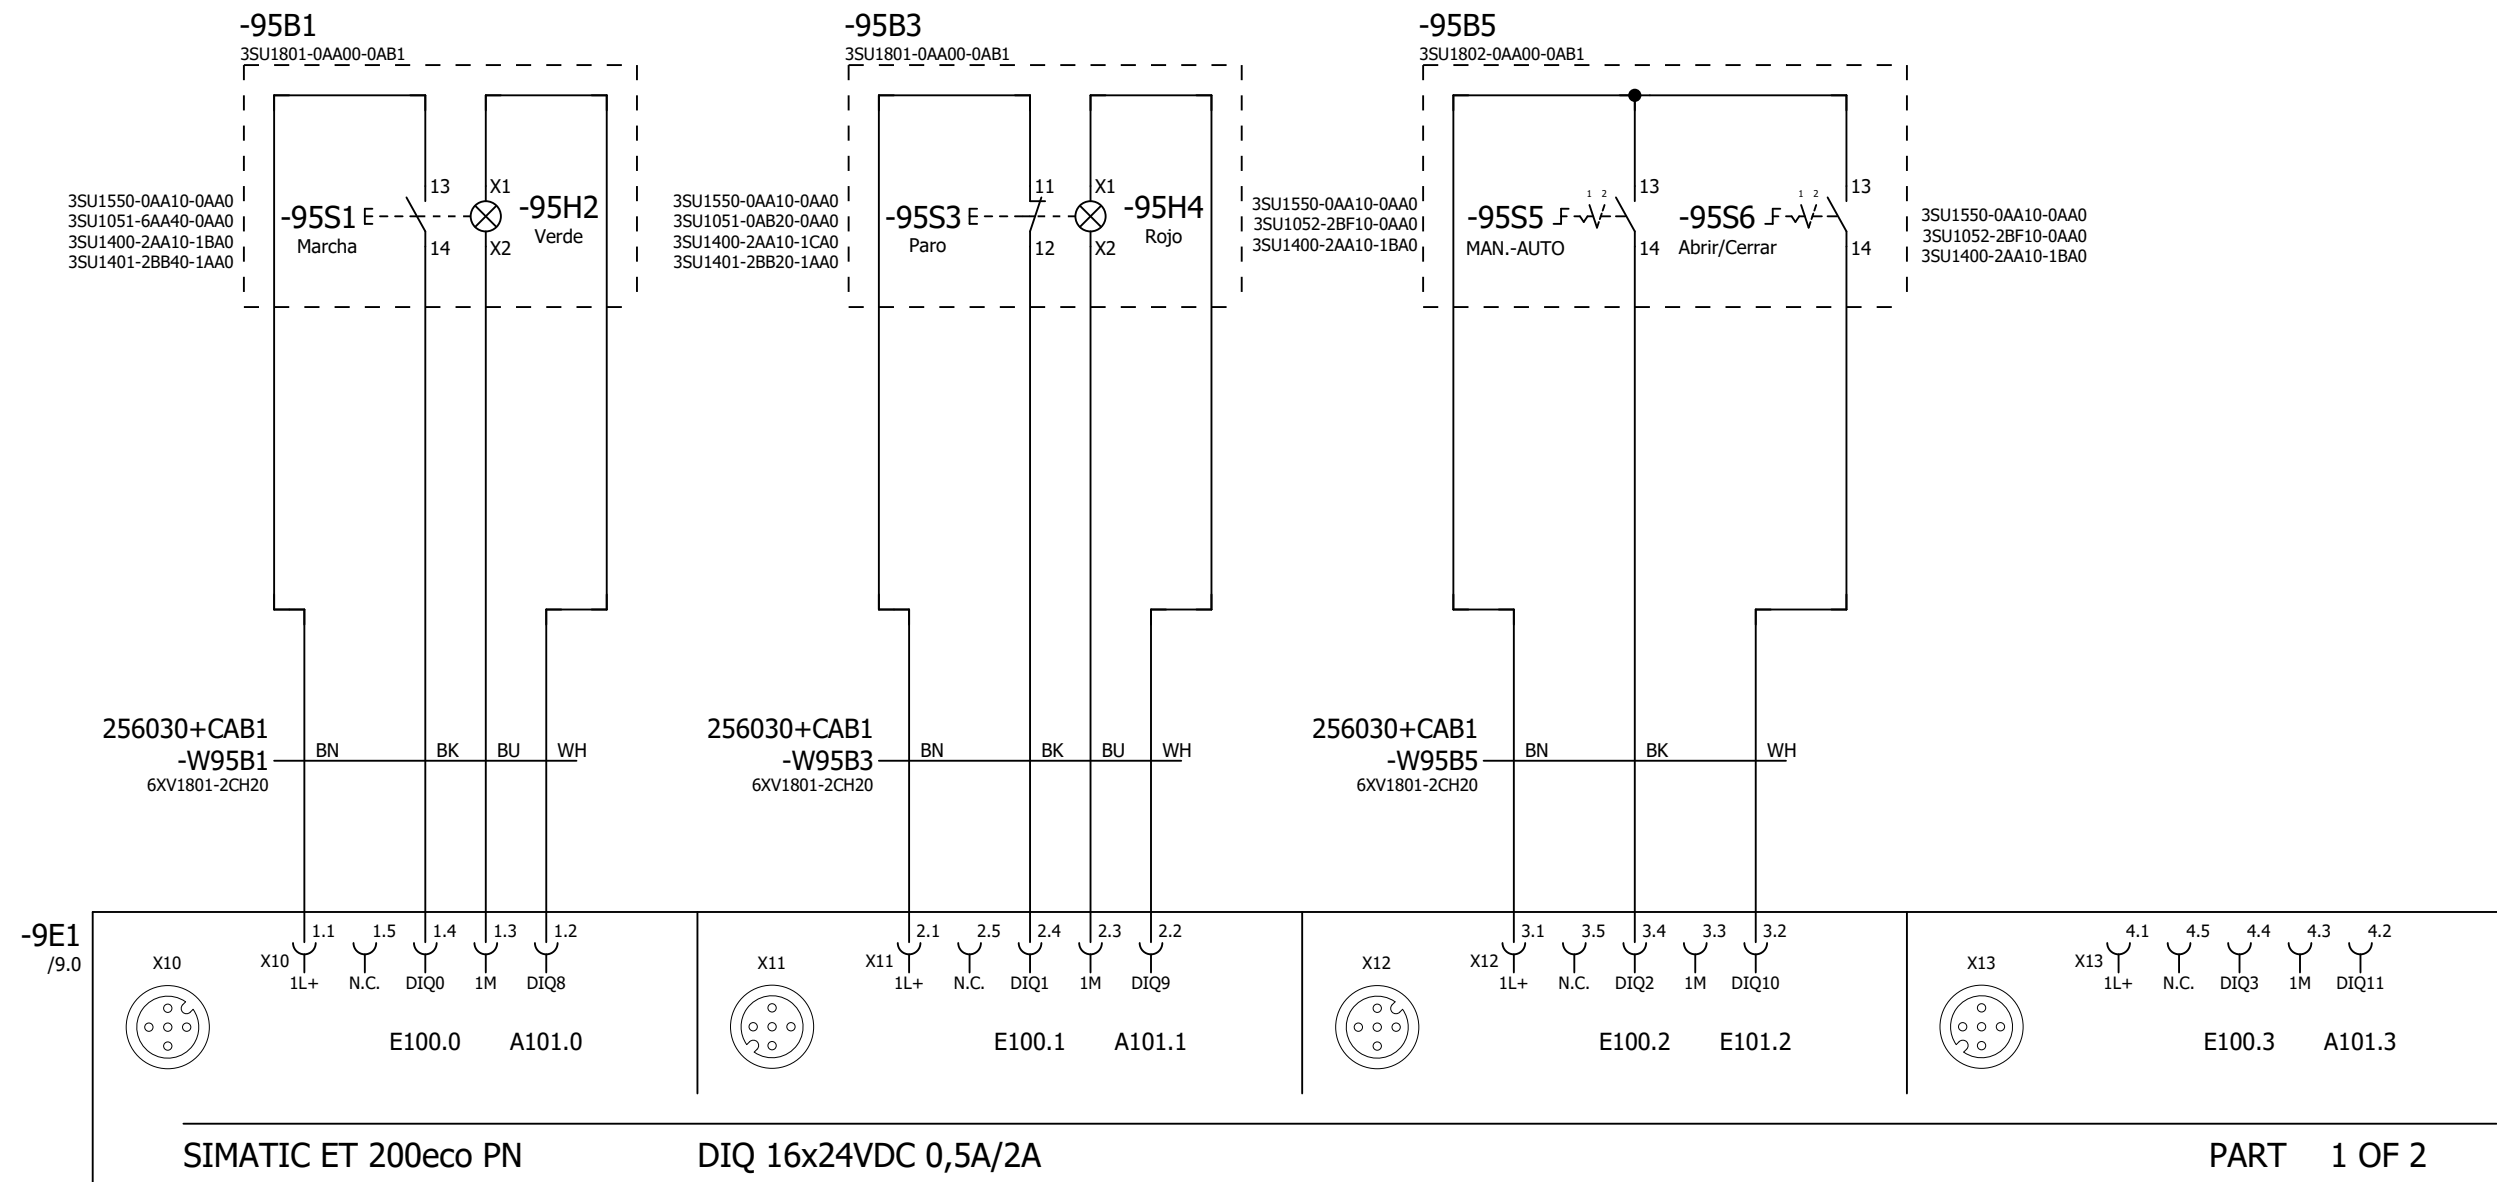 -95B1
3SU1801-0AA00-0AB1
-95B3
3SU1801-0AA00-0AB1
-95B5
3SU1802-0AA00-0AB1
3SU1550-0AA10-0AA0
3SU1051-6AA40-0AA0
3SU1400-2AA10-1BA0
3SU1401-2BB40-1AA0
-95S1
Marcha
13
14
X1
X2
-95H2
Verde
3SU1550-0AA10-0AA0
3SU1051-0AB20-0AA0
3SU1400-2AA10-1CA0
3SU1401-2BB20-1AA0
-95S3
Paro
11
12
X1
X2
-95H4
Rojo
3SU1550-0AA10-0AA0
3SU1052-2BF10-0AA0
3SU1400-2AA10-1BA0
-95S5
MAN.-AUTO
1 2
13
14
-95S6
Abrir/Cerrar
1 2
13
14
3SU1550-0AA10-0AA0
3SU1052-2BF10-0AA0
3SU1400-2AA10-1BA0
256030+CAB1
-W95B1
6XV1801-2CH20
BN BK BU WH
256030+CAB1
-W95B3
6XV1801-2CH20
BN BK BU WH
256030+CAB1
-W95B5
6XV1801-2CH20
BN BK WH
-9E1
/9.0
X10
X10
1.1 1.5 1.4 1.3 1.2
1L+ N.C. DIQ0 1M DIQ8
E100.0 A101.0
X11
X11
2.1 2.5 2.4 2.3 2.2
1L+ N.C. DIQ1 1M DIQ9
E100.1 A101.1
X12
X12
3.1 3.5 3.4 3.3 3.2
1L+ N.C. DIQ2 1M DIQ10
E100.2 E101.2
X13
X13
4.1 4.5 4.4 4.3 4.2
1L+ N.C. DIQ3 1M DIQ11
E100.3 A101.3
SIMATIC ET 200eco PN DIQ 16x24VDC 0,5A/2A PART 1 OF 2